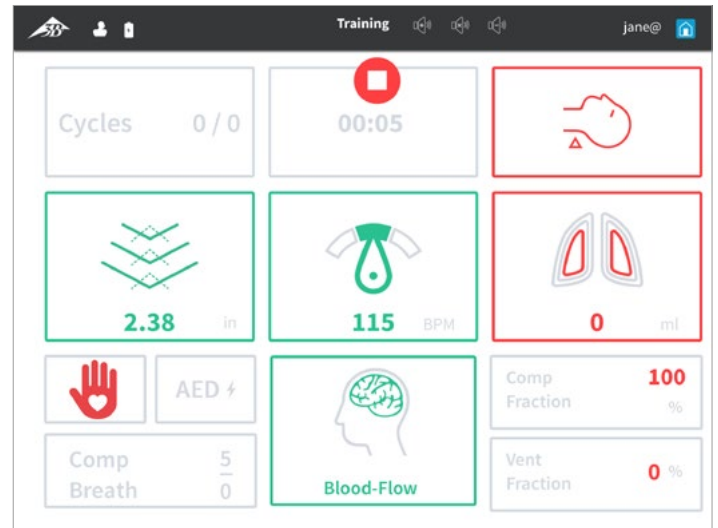 3B
Training
jane@
Cycles 0 / 0
00:05
2.38 in
115 BPM
0 ml
AED
Comp Fraction 100 %
Comp 5
Breath 0
Blood-Flow
Vent Fraction 0 %